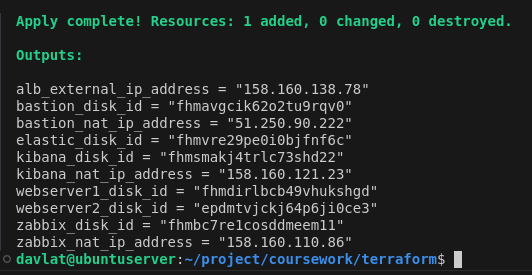 Apply complete! Resources: 1 added, 0 changed, 0 destroyed.
Outputs:
alb_external_ip_address = "158.160.138.78"
bastion_disk_id = "fhmavgcik62o2tu9rqv0"
bastion_nat_ip_address = "51.250.90.222"
elastic_disk_id = "fhmvre29pe0i0bjfnf6c"
kibana_disk_id = "fhmsmakj4trlc73shd22"
kibana_nat_ip_address = "158.160.121.23"
webserver1_disk_id = "fhmdirlbcb49vhukshgd"
webserver2_disk_id = "epdmtvjckj64p6ji0ce3"
zabbix_disk_id = "fhmbc7re1cosddmeem11"
zabbix_nat_ip_address = "158.160.110.86"
davlat@ubuntuserver:~/project/coursework/terraform$